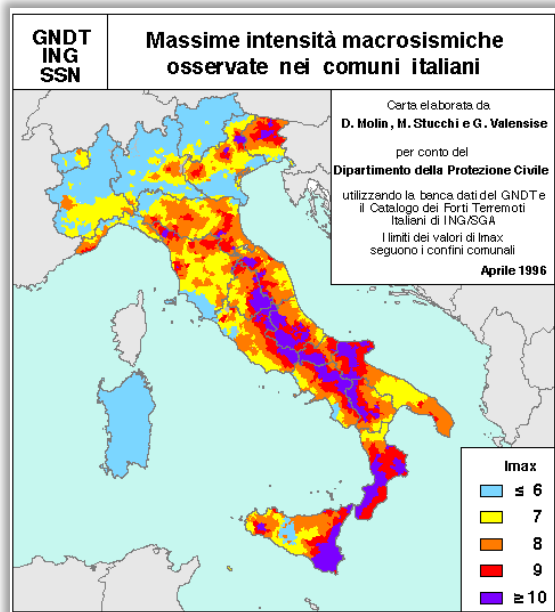 GNDT
ING
SSN
Massime intensità macrosismiche
osservate nei comuni italiani
Carta elaborata da
D. Molin, M. Stucchi e G. Valensise
per conto del
Dipartimento della Protezione Civile
utilizzando la banca dati del GNDT e
il Catalogo dei Forti Terremoti
Italiani di ING/SGA
I limiti dei valori di Imax
seguono i confini comunali
Aprile 1996
Imax
≤ 6
7
8
9
≥ 10